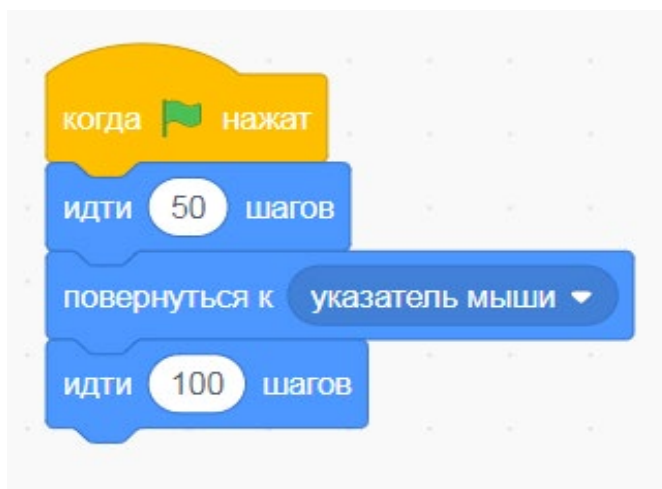 когда нажат
идти 50 шагов
повернуться к указатель мыши
идти 100 шагов